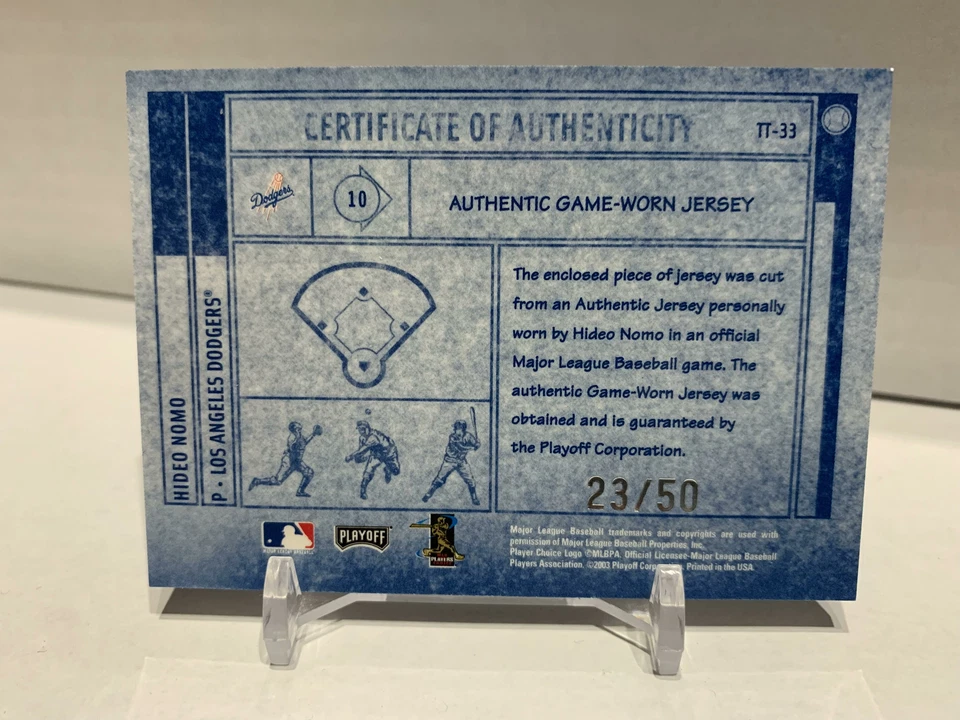 CERTIFICATE OF AUTHENTICITY
TT-33
Dodgers
10
AUTHENTIC GAME-WORN JERSEY
The enclosed piece of jersey was cut
from an Authentic Jersey personally
worn by Hideo Nomo in an official
Major League Baseball game. The
authentic Game-Worn Jersey was
obtained and is guaranteed by
the Playoff Corporation.
23/50
HIDEO NOMO
P • LOS ANGELES DODGERS®
MAJOR LEAGUE BASEBALL
PLAYOFF
PLAYERS
Major League Baseball trademarks and copyrights are used with
permission of Major League Baseball Properties, Inc.
Player Choice Logo ©MLBPA. Official Licensee-Major League Baseball
Players Association. ©2003 Playoff Printed in the USA.